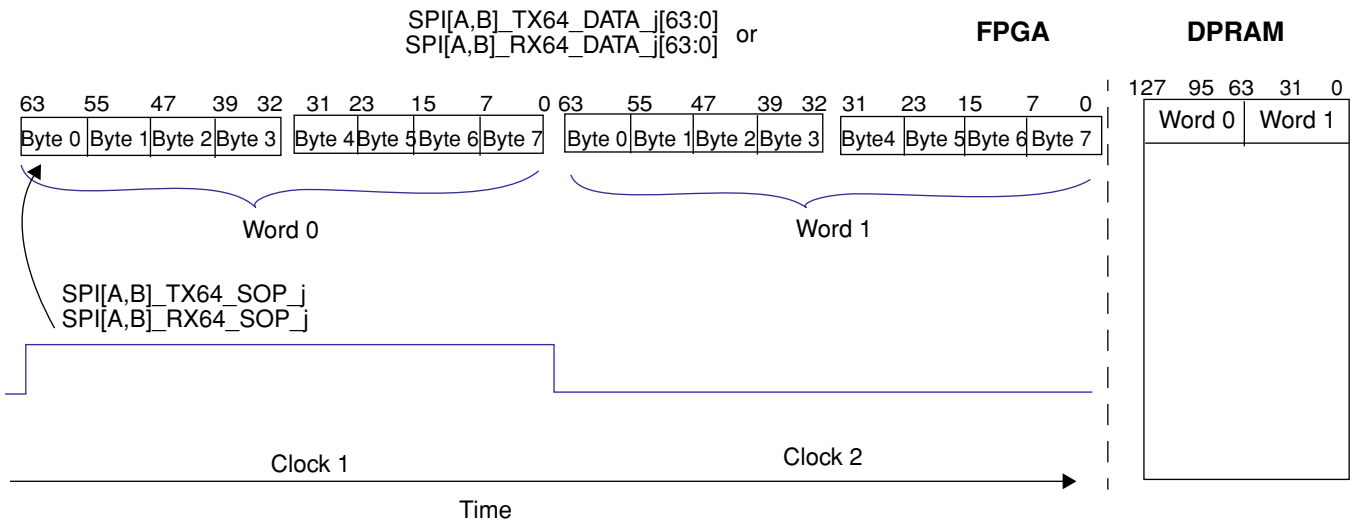 SPI[A,B]_TX64_DATA_j[63:0] or
SPI[A,B]_RX64_DATA_j[63:0]
FPGA DPRAM
63 55 47 39 32 31 23 15 7 0 63 55 47 39 32 31 23 15 7 0 127 95 63 31 0
Byte 0 Byte 1 Byte 2 Byte 3 Byte 4 Byte 5 Byte 6 Byte 7 Byte 0 Byte 1 Byte 2 Byte 3 Byte4 Byte 5 Byte 6 Byte 7 Word 0 Word 1
Word 0 Word 1
SPI[A,B]_TX64_SOP_j
SPI[A,B]_RX64_SOP_j
Clock 1 Clock 2
Time